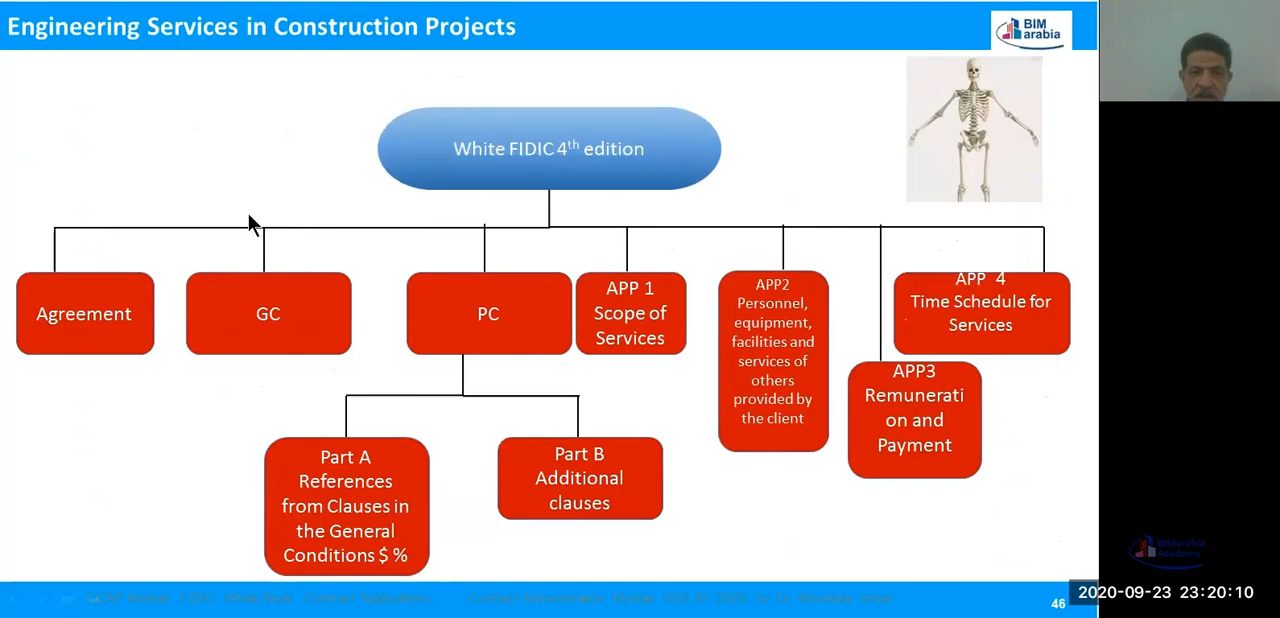 Engineering Services in Construction Projects
BIM
arabia
White FIDIC 4th edition
Agreement
GC
PC
APP 1
Scope of
Services
APP2
Personnel,
equipment,
facilities and
services of
others
provided by
the client
APP3
Remunerati
on and
Payment
APP 4
Time Schedule for
Services
Part A
References
from Clauses in
the General
Conditions $ %
Part B
Additional
clauses
BIMarabia
Academy
46
2020-09-23 23:20:10